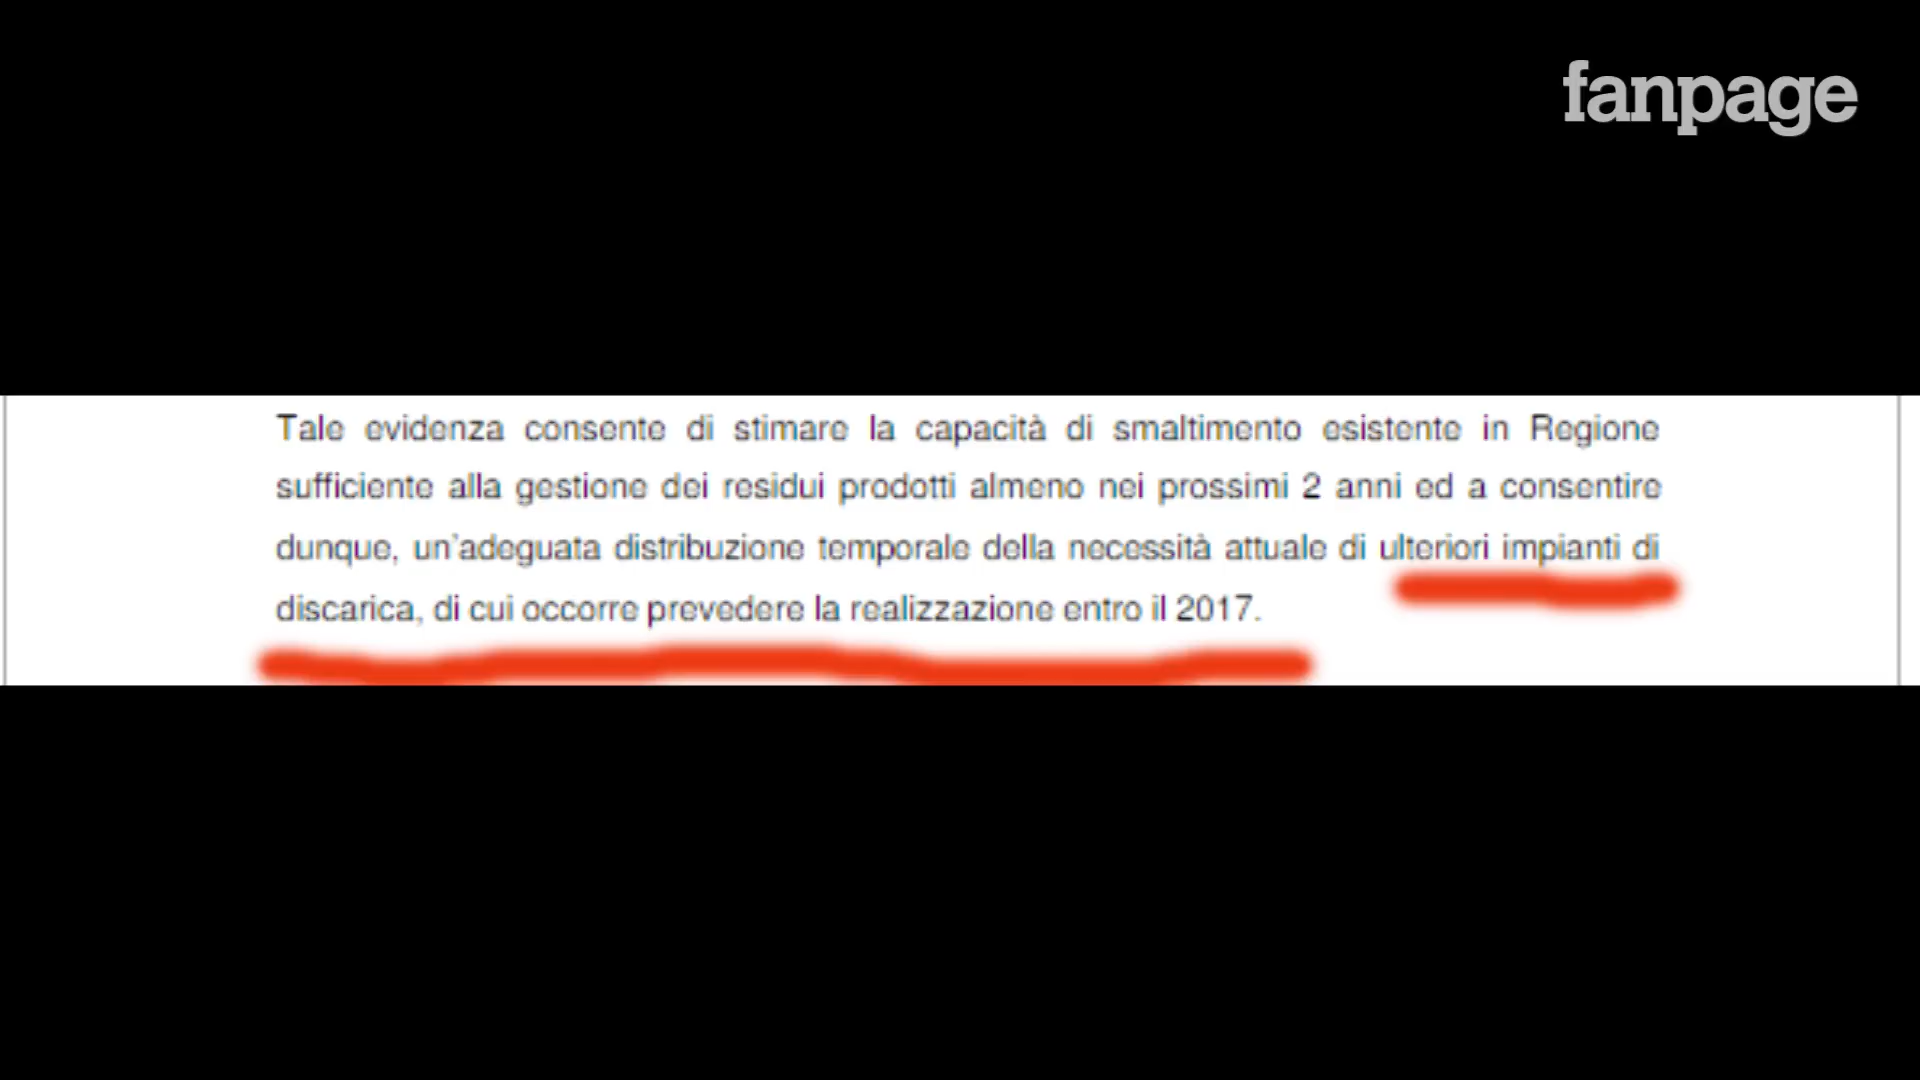 fanpage
Tale evidenza consente di stimare la capacità di smaltimento esistente in Regione
sufficiente alla gestione dei residui prodotti almeno nei prossimi 2 anni ed a consentire
dunque, un'adeguata distribuzione temporale della necessità attuale di ulteriori impianti di
discarica, di cui occorre prevedere la realizzazione entro il 2017.